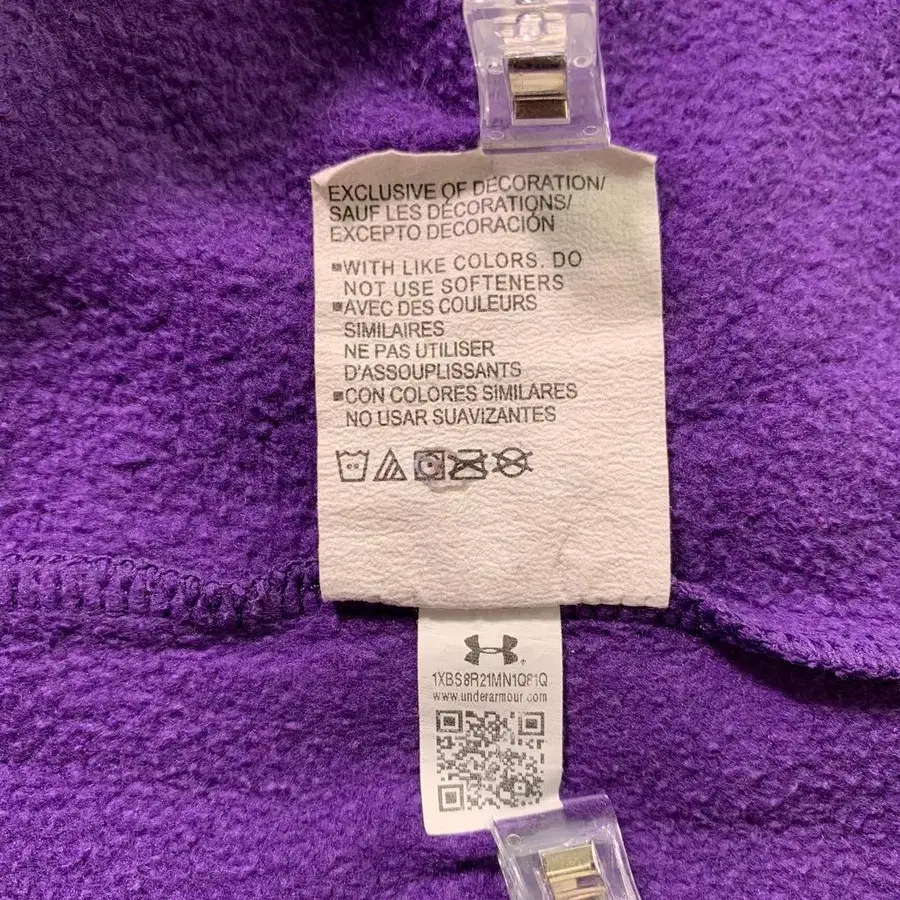 EXCLUSIVE OF DECORATION/
SAUF LES DÉCORATIONS/
EXCEPTO DECORACIÓN
WITH LIKE COLORS. DO
NOT USE SOFTENERS
AVEC DES COULEURS
SIMILAIRES
NE PAS UTILISER
D'ASSOUPLISSANTS
CON COLORES SIMILARES
NO USAR SUAVIZANTES
1XBS8R21MN1Q81Q
www.underarmour.com